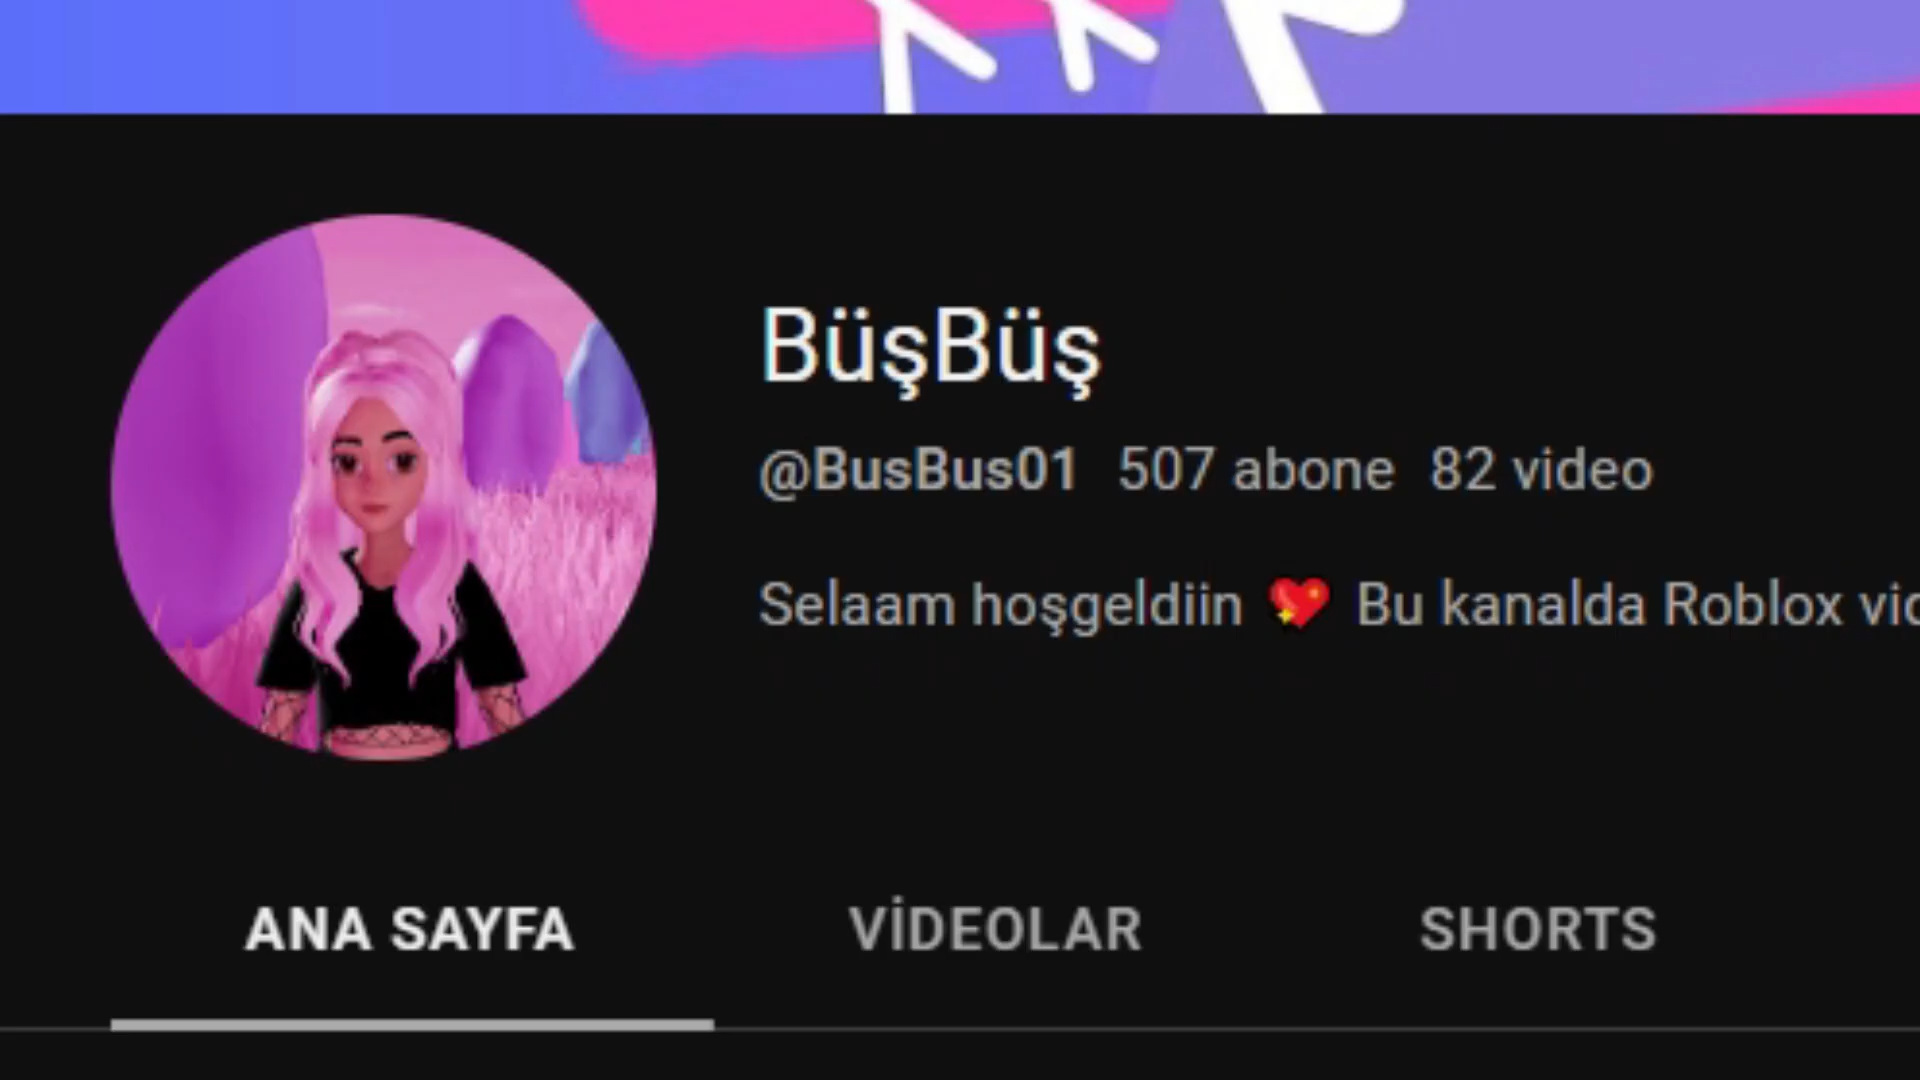 BüşBüş
@BusBus01 507 abone 82 video
Selaam hoşgeldiin 💖 Bu kanalda Roblox
ANA SAYFA VİDEOLAR SHORTS